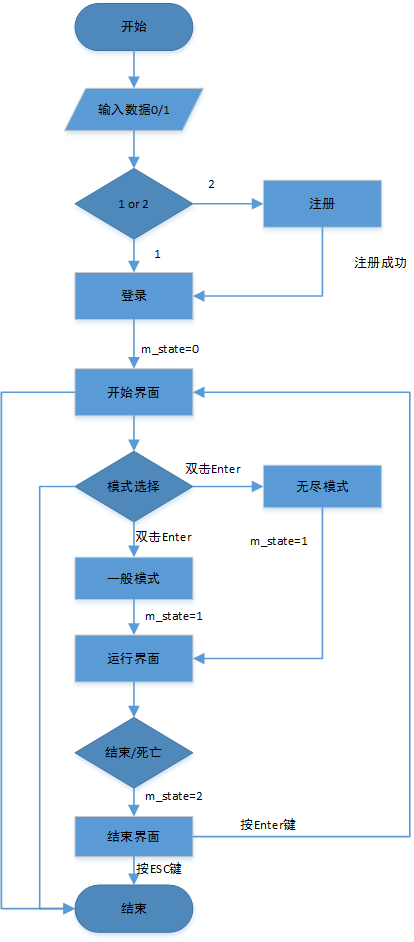 开始
输入数据0/1
1 or 2
2
注册
1
注册成功
登录
m_state=0
开始界面
模式选择
双击Enter
无尽模式
双击Enter
m_state=1
一般模式
m_state=1
运行界面
结束/死亡
m_state=2
结束界面
按Enter键
按ESC键
结束